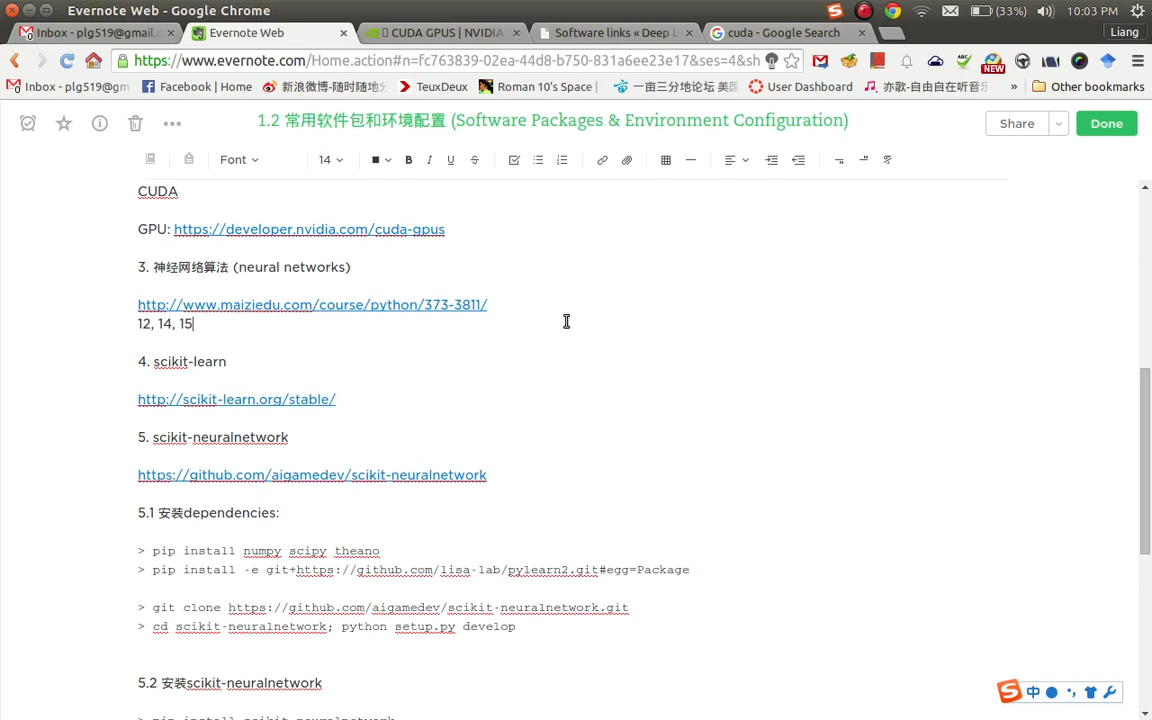 Evernote Web - Google Chrome
(33%)
10:03 PM
Inbox - plg519@gmail.
Evernote Web
CUDA GPUS | NVIDIA
Software links « Deep L
cuda - Google Search
Liang
https://www.evernote.com/Home.action#n=fc763839-02ea-44d8-b750-831a6ee23e17&ses=4&sh
NEW
Inbox - plg519@gm
Facebook | Home
新浪微博-随时随地
TeuxDeux
Roman 10's Space |
一亩三分地论坛 美国
User Dashboard
亦歌-自由自在听音乐
»
Other bookmarks
1.2 常用软件包和环境配置 (Software Packages & Environment Configuration)
Share
Done
Font
14
B I U
CUDA
GPU: https://developer.nvidia.com/cuda-gpus
3. 神经网络算法 (neural networks)
http://www.maiziedu.com/course/python/373-3811/
12, 14, 15
4. scikit-learn
http://scikit-learn.org/stable/
5. scikit-neuralnetwork
https://github.com/aigamedev/scikit-neuralnetwork
5.1 安装dependencies:
> pip install numpy scipy theano
> pip install -e git+https://github.com/lisa-lab/pylearn2.git#egg=Package
> git clone https://github.com/aigamedev/scikit-neuralnetwork.git
> cd scikit-neuralnetwork; python setup.py develop
5.2 安装scikit-neuralnetwork
> pip install scikit-neuralnetwork
中